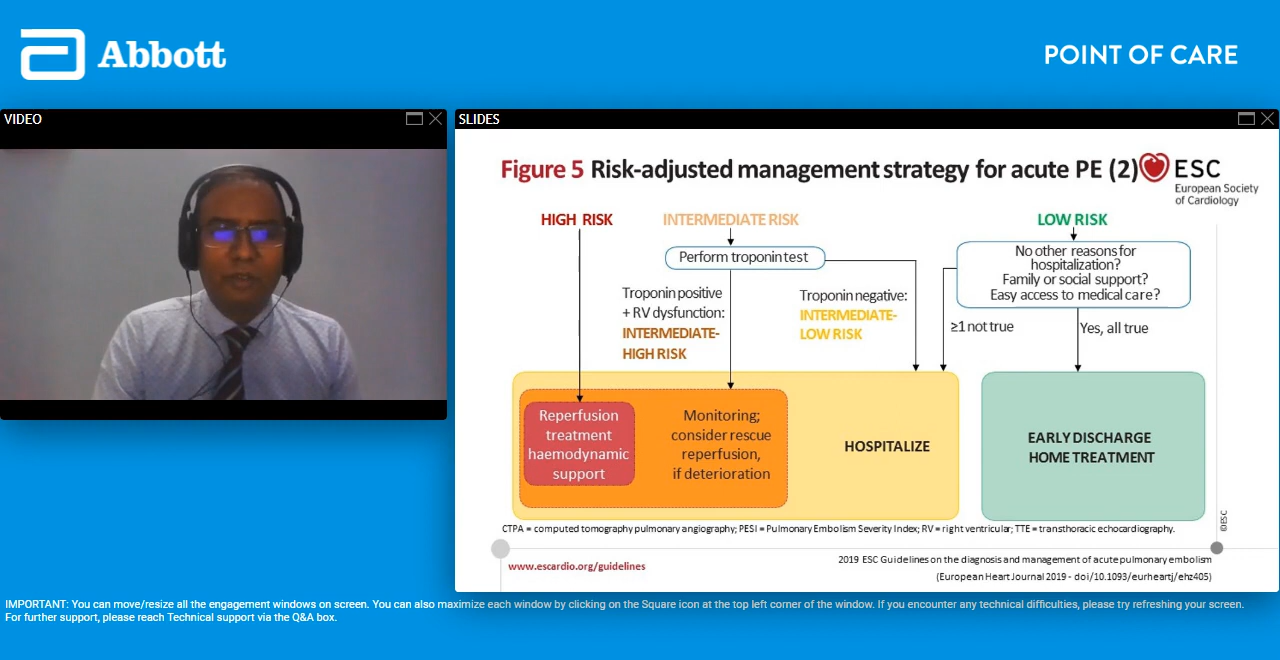 Abbott
POINT OF CARE
VIDEO
SLIDES
Figure 5 Risk-adjusted management strategy for acute PE (2)
ESC
European Society
of Cardiology
HIGH RISK
INTERMEDIATE RISK
LOW RISK
Perform troponin test
No other reasons for
hospitalization?
Family or social support?
Easy access to medical care?
Troponin positive
+ RV dysfunction:
INTERMEDIATE-
HIGH RISK
Troponin negative:
INTERMEDIATE-
LOW RISK
≥1 not true
Yes, all true
Reperfusion
treatment
haemodynamic
support
Monitoring;
consider rescue
reperfusion,
if deterioration
HOSPITALIZE
EARLY DISCHARGE
HOME TREATMENT
©ESC
CTPA = computed tomography pulmonary angiography; PESI = Pulmonary Embolism Severity Index; RV = right ventricular; TTE = transthoracic echocardiography.
www.escardio.org/guidelines
2019 ESC Guidelines on the diagnosis and management of acute pulmonary embolism
(European Heart Journal 2019 - doi/10.1093/eurheartj/ehz405)
IMPORTANT: You can move/resize all the engagement windows on screen. You can also maximize each window by clicking on the Square icon at the top left corner of the window. If you encounter any technical difficulties, please try refreshing your screen.
For further support, please reach Technical support via the Q&A box.